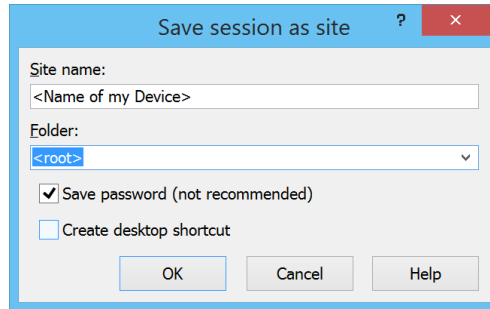 Save session as site
?
×
Site name:
<Name of my Device>
Folder:
<root>
Save password (not recommended)
Create desktop shortcut
OK Cancel Help